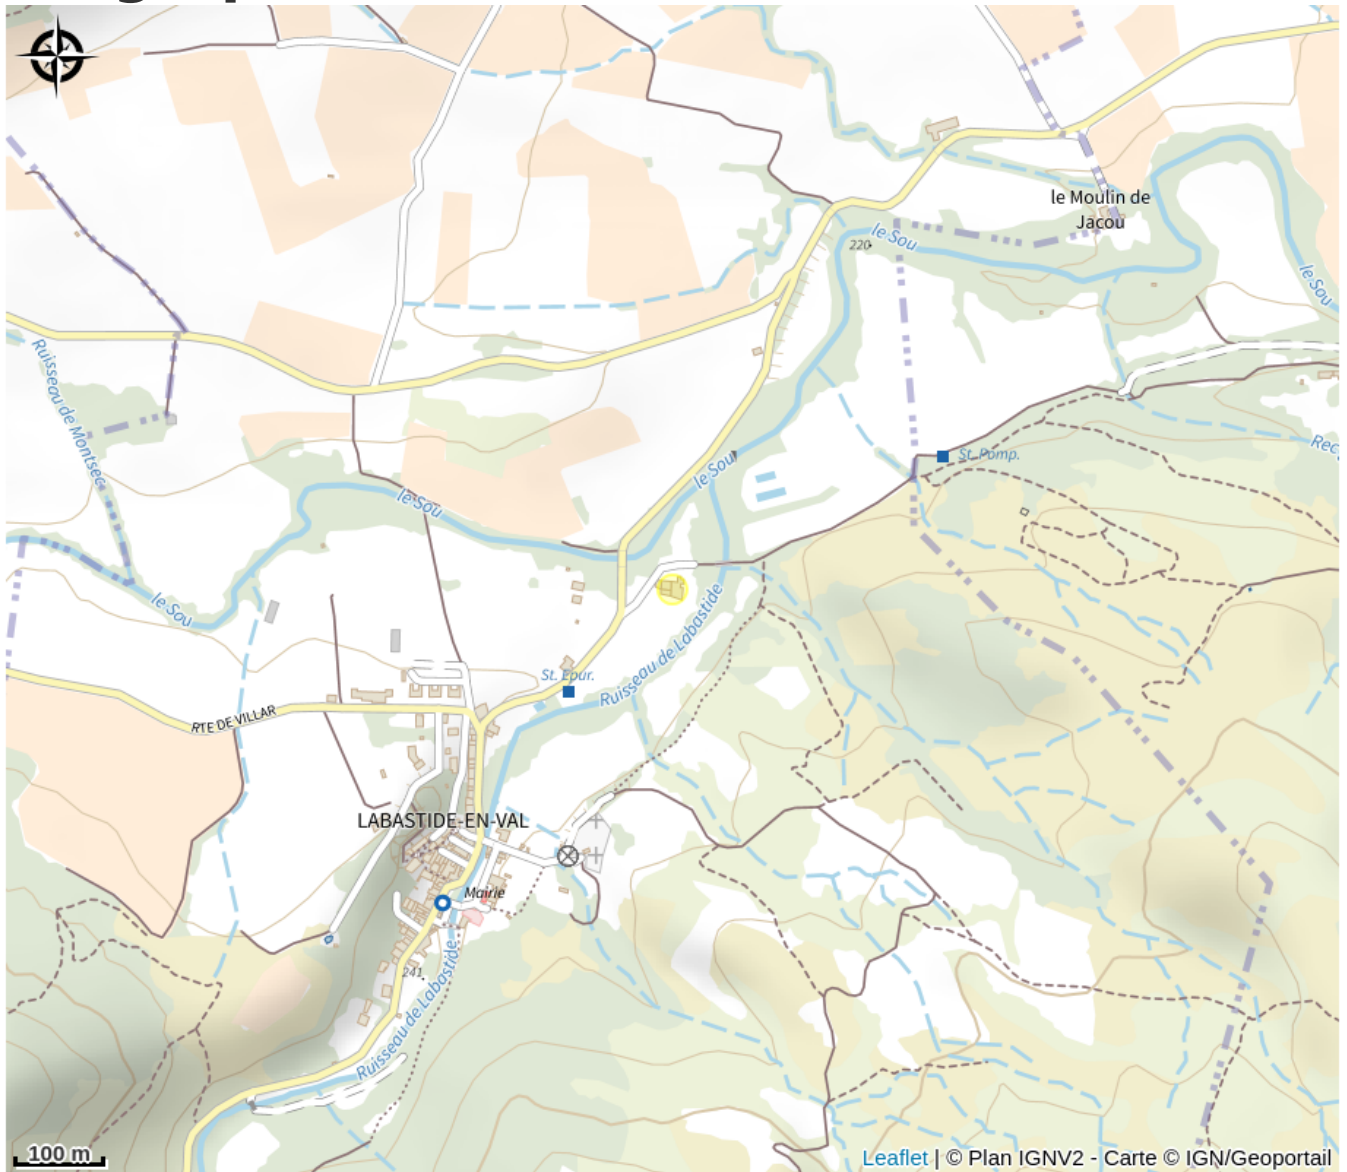 le Moulin de
Jacou
le Sou
220
le Sou
Ruisseau de Montsec
St. Pomp.
le Sou
le Sou
le Sou
Ruisseau de Labastide
St. Epur.
RTE DE VILLAR
LABASTIDE-EN-VAL
Mairie
241
Ruisseau de Labastide
100 m
Leaflet | © Plan IGNV2 - Carte © IGN/Geoportail